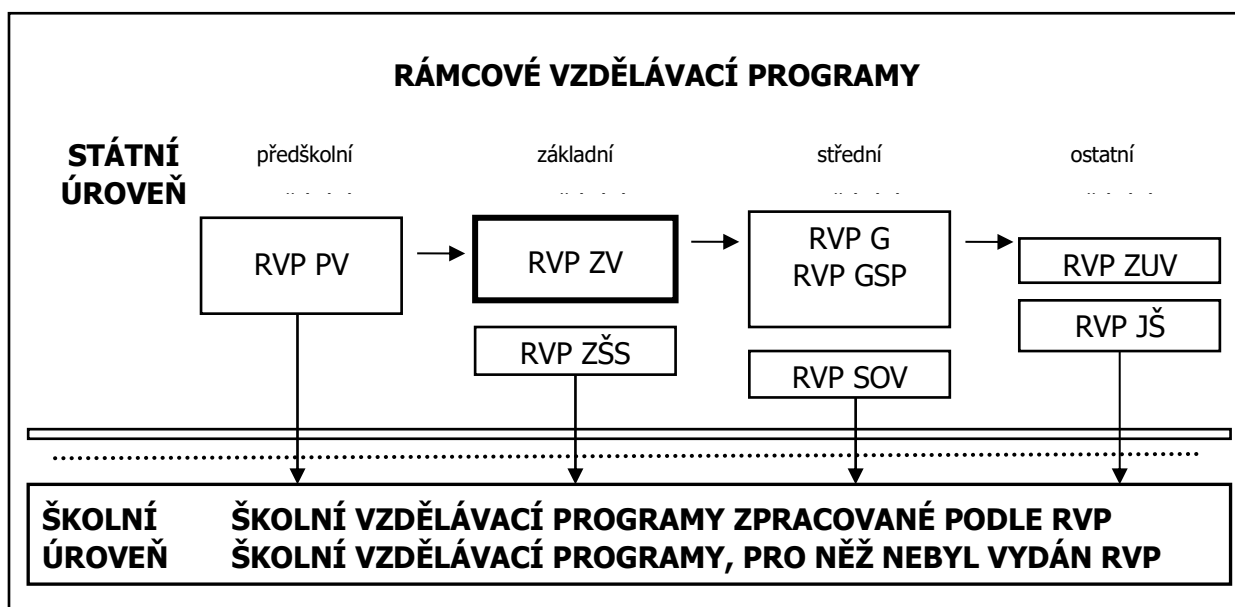 RÁMCOVÉ VZDĚLÁVACÍ PROGRAMY
STÁTNÍ
ÚROVEŇ
předškolní
základní
střední
ostatní
RVP PV
RVP ZV
RVP G
RVP GSP
RVP ZUV
RVP ZŠS
RVP SOV
RVP JŠ
ŠKOLNÍ ŠKOLNÍ VZDĚLÁVACÍ PROGRAMY ZPRACOVANÉ PODLE RVP
ÚROVEŇ ŠKOLNÍ VZDĚLÁVACÍ PROGRAMY, PRO NĚŽ NEBYL VYDÁN RVP